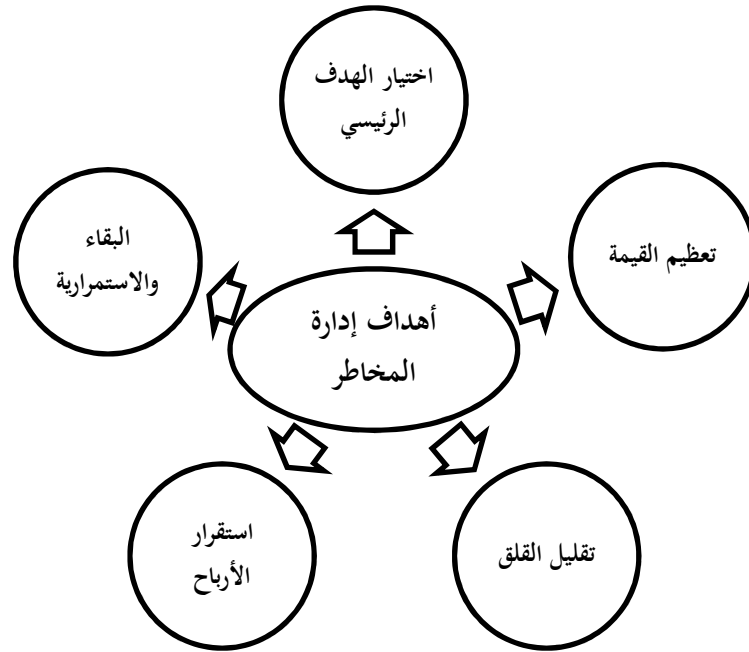 اختيار الهدف
الرئيسي
تعظيم القيمة
البقاء
والاستمرارية
أهداف إدارة
المخاطر
تقليل القلق
استقرار
الأرباح